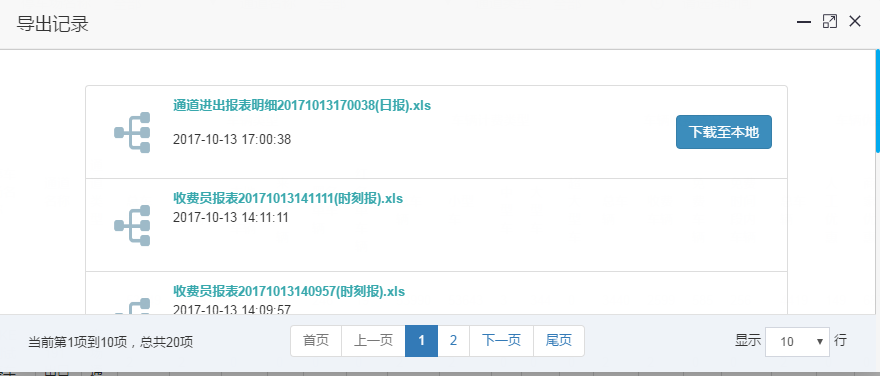 导出记录
通道进出报表明细20171013170038(日报).xls
2017-10-13 17:00:38
下载至本地
收费员报表20171013141111(时刻报).xls
2017-10-13 14:11:11
收费员报表20171013140957(时刻报).xls
2017-10-13 14:09:57
当前第1项到10项，总共20项 首页 上一页 1 2 下一页 尾页 显示 10 行